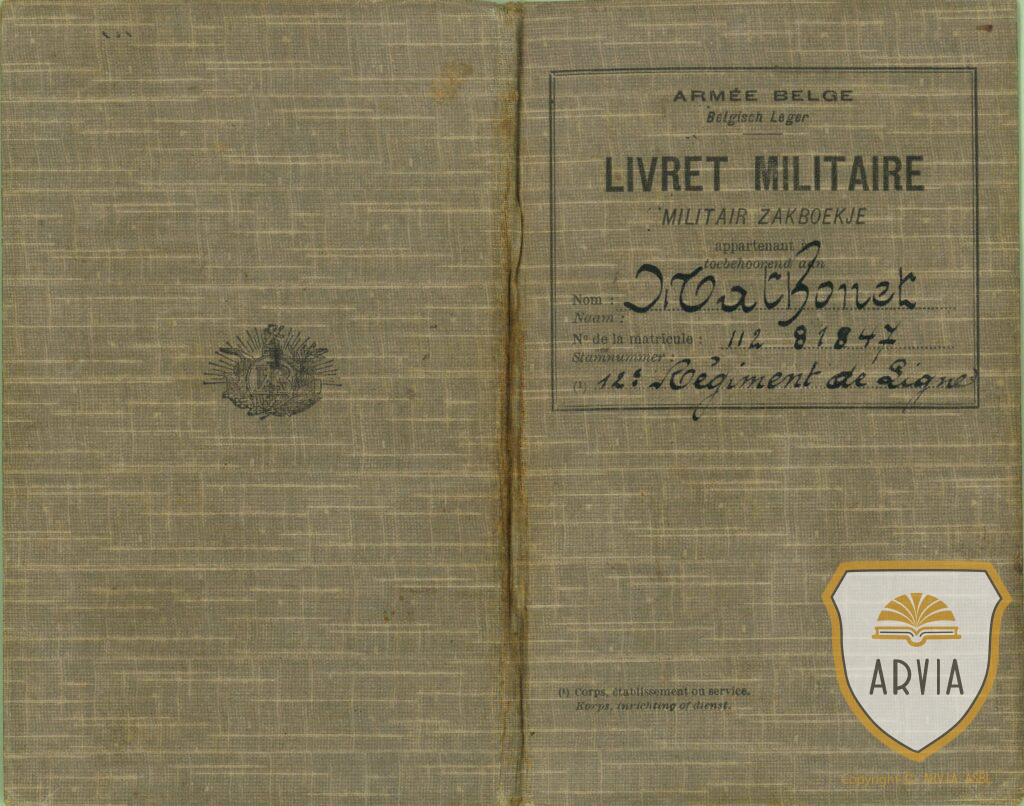 ARMÉE BELGE
Belgisch Leger
LIVRET MILITAIRE
MILITAIR ZAKBOEKJE
appartenant à
toebehoorend aan
Nom : Mathonet
Naam :
Nº de la matricule : 112 81847
Stamnummer :
(1) 12e Régiment de Ligne
(1) Corps, établissement ou service.
Korps, inrichting of dienst.
ARVIA
Copyright © ARVIA ASBL